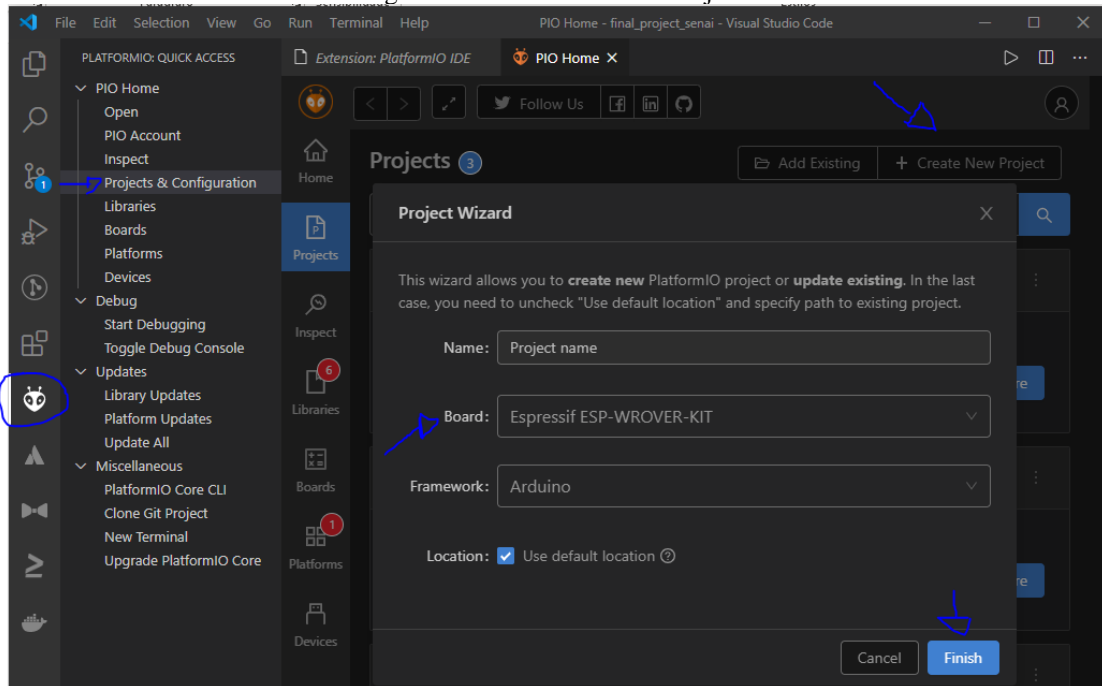 File Edit Selection View Go Run Terminal Help PIO Home - final_project_senai - Visual Studio Code
PLATFORMIO: QUICK ACCESS
PIO Home
Open
PIO Account
Inspect
Projects & Configuration
Libraries
Boards
Platforms
Devices
Debug
Start Debugging
Toggle Debug Console
Updates
Library Updates
Platform Updates
Update All
Miscellaneous
PlatformIO Core CLI
Clone Git Project
New Terminal
Upgrade PlatformIO Core
1
Extension: PlatformIO IDE PIO Home
Follow Us
Home
Projects
Inspect
6
Libraries
Boards
1
Platforms
Devices
Projects 3
Add Existing + Create New Project
Project Wizard
This wizard allows you to create new PlatformIO project or update existing. In the last
case, you need to uncheck "Use default location" and specify path to existing project.
Name: Project name
Board: Espressif ESP-WROVER-KIT
Framework: Arduino
Location: Use default location
Cancel Finish
re
re